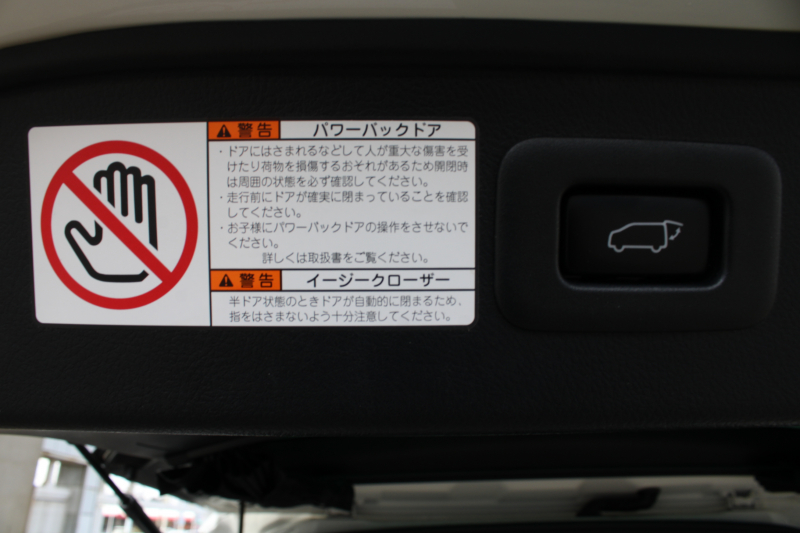 警告 パワーバックドア
・ドアにはさまれるなどして人が重大な傷害を受
けたり荷物を損傷するおそれがあるため開閉時
は周囲の状態を必ず確認してください。
・走行前にドアが確実に閉まっていることを確認
してください。
・お子様にパワーバックドアの操作をさせないで
ください。
詳しくは取扱書をご覧ください。
警告 イージークローザー
半ドア状態のときドアが自動的に閉まるため、
指をはさまないよう十分注意してください。